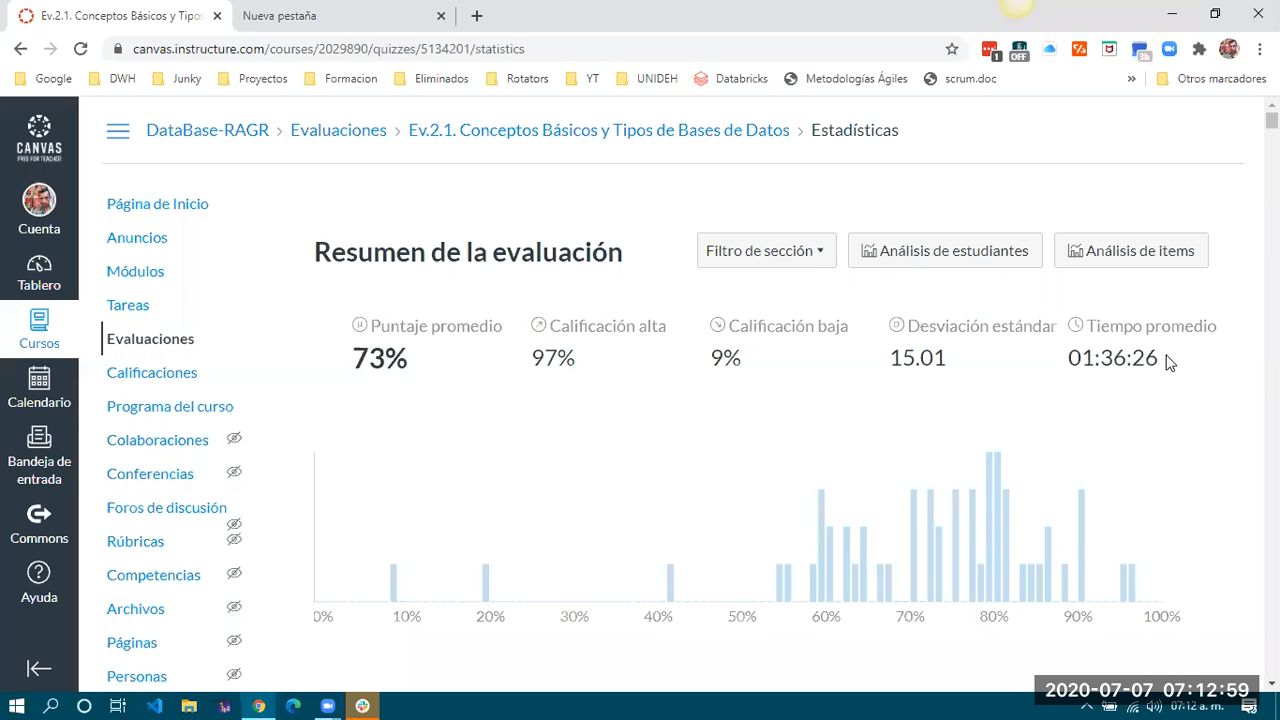 Ev.2.1. Conceptos Básicos y Tipo
Nueva pestaña
canvas.instructure.com/courses/2029890/quizzes/5134201/statistics
1
OFF
3h
Google
DWH
Junky
Proyectos
Formacion
Eliminados
Rotators
YT
UNIDEH
Databricks
Metodologías Ágiles
scrum.doc
»
Otros marcadores
CANVAS
FREE FOR TEACHER
Cuenta
Tablero
Cursos
Calendario
Bandeja de
entrada
Commons
Ayuda
DataBase-RAGR › Evaluaciones › Ev.2.1. Conceptos Básicos y Tipos de Bases de Datos › Estadísticas
Página de Inicio
Anuncios
Módulos
Tareas
Evaluaciones
Calificaciones
Programa del curso
Colaboraciones
Conferencias
Foros de discusión
Rúbricas
Competencias
Archivos
Páginas
Personas
Resumen de la evaluación
Filtro de sección
Análisis de estudiantes
Análisis de items
Puntaje promedio
73%
Calificación alta
97%
Calificación baja
9%
Desviación estándar
15.01
Tiempo promedio
01:36:26
0% 10% 20% 30% 40% 50% 60% 70% 80% 90% 100%
2020-07-07 07:12:59
07:12 a. m.